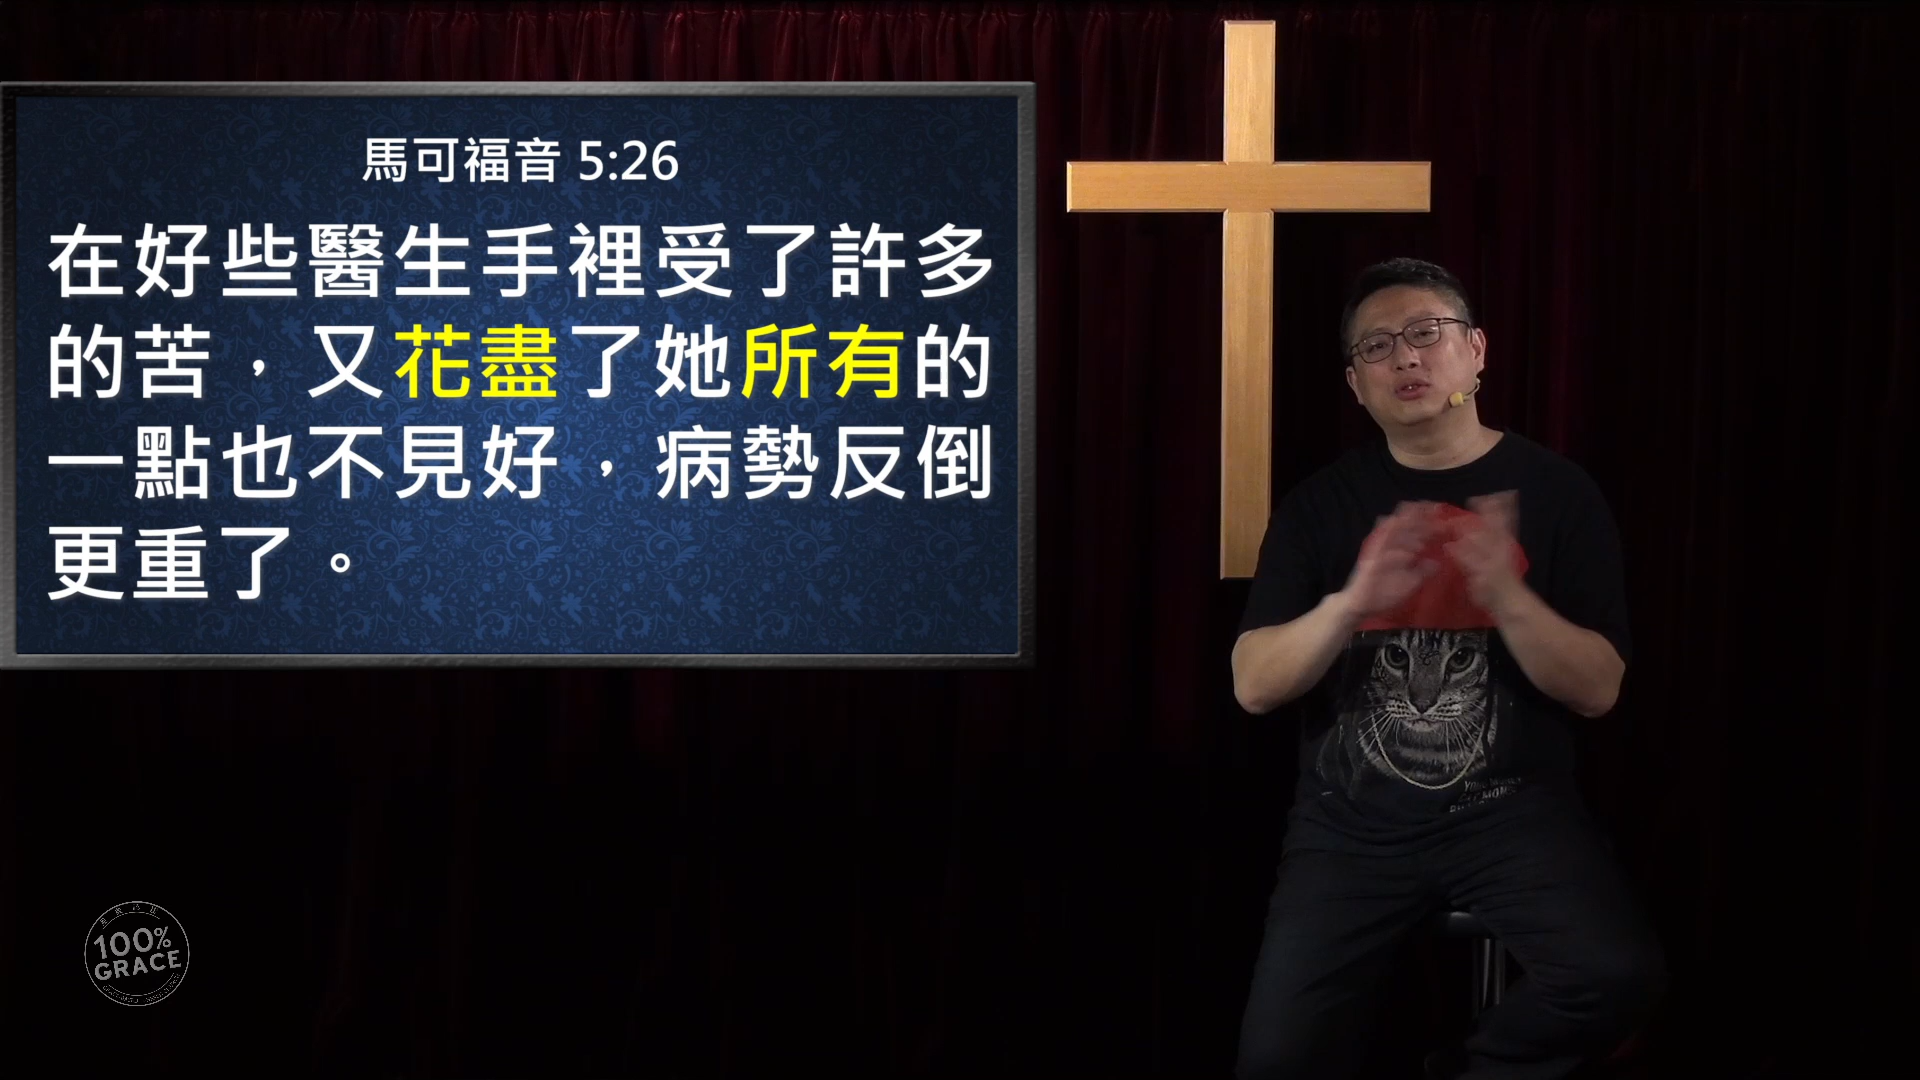 馬可福音 5:26
在好些醫生手裡受了許多
的苦，又花盡了她所有的
一點也不見好，病勢反倒
更重了。
100%
GRACE